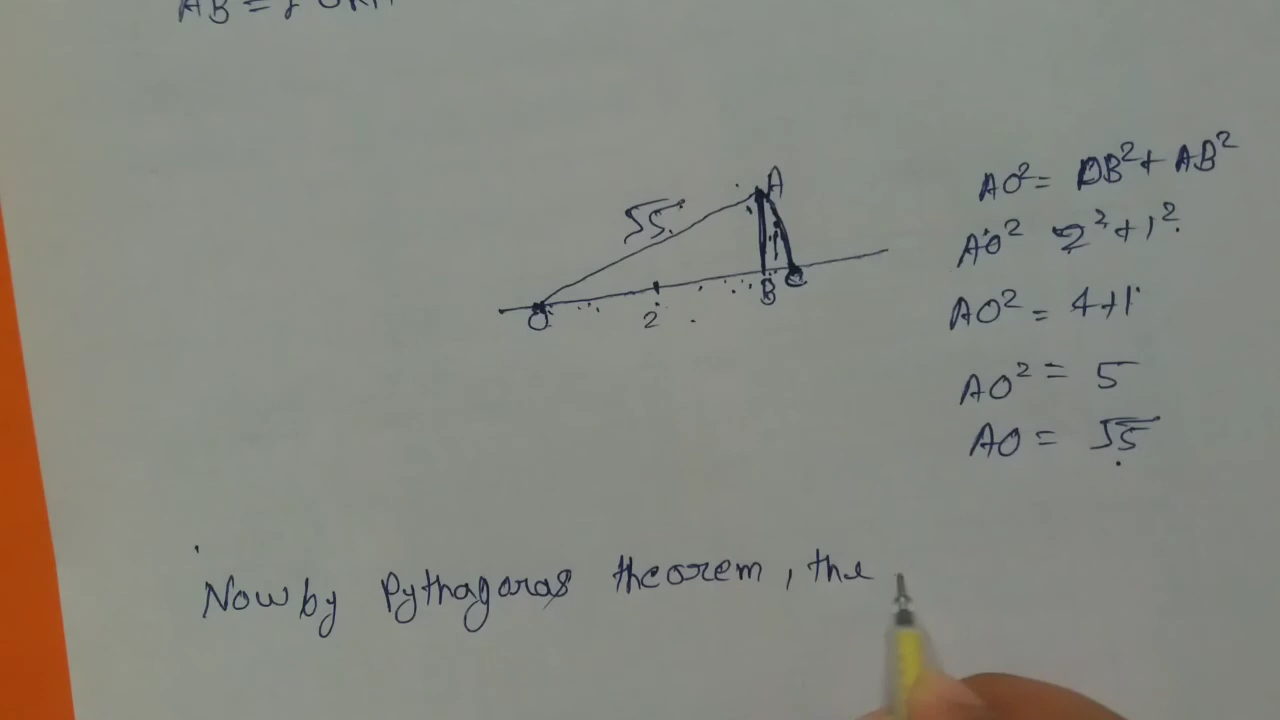 AB = 1
A
√5
O
2
B
C
AO² = OB² + AB²
AO² 2² + 1²
AO² = 4+1
AO² = 5
AO = √5
Now by Pythagoras theorem, the